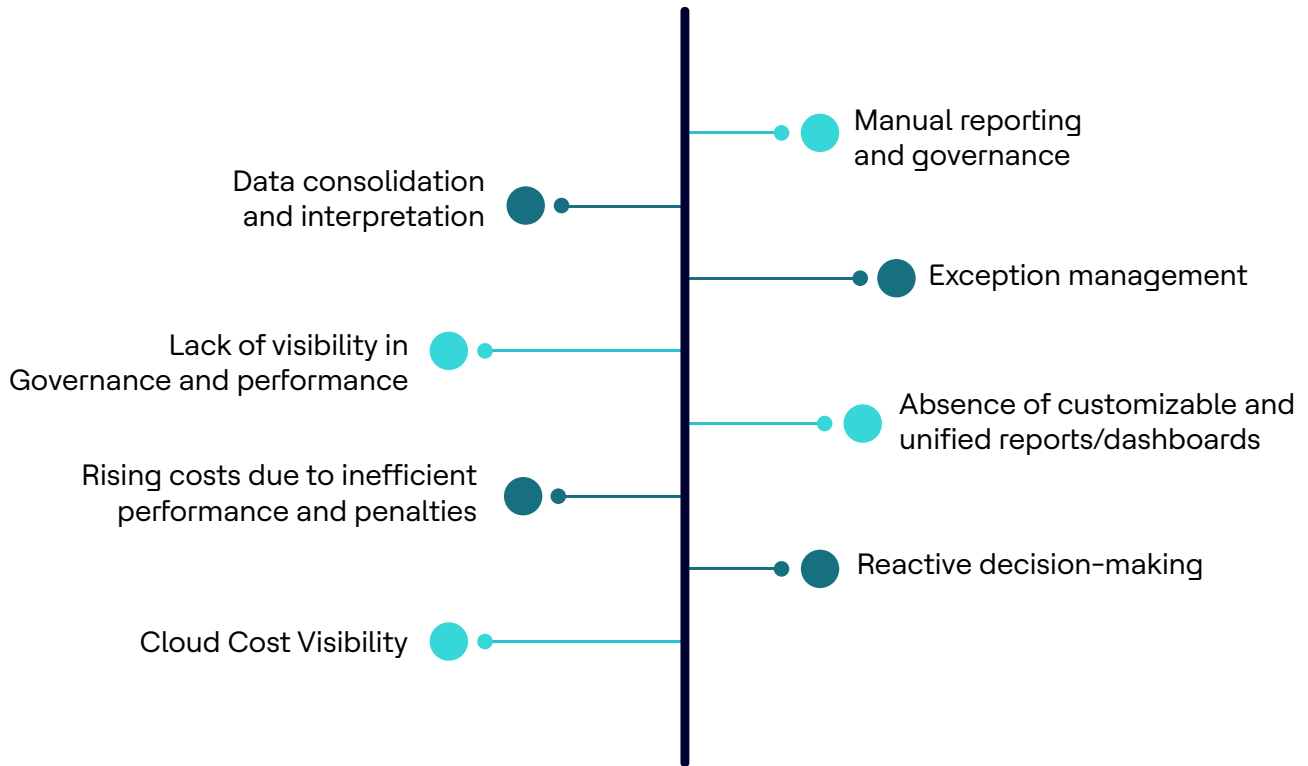 Manual reporting
and governance
Data consolidation
and interpretation
Exception management
Lack of visibility in
Governance and performance
Absence of customizable and
unified reports/dashboards
Rising costs due to inefficient
performance and penalties
Reactive decision-making
Cloud Cost Visibility